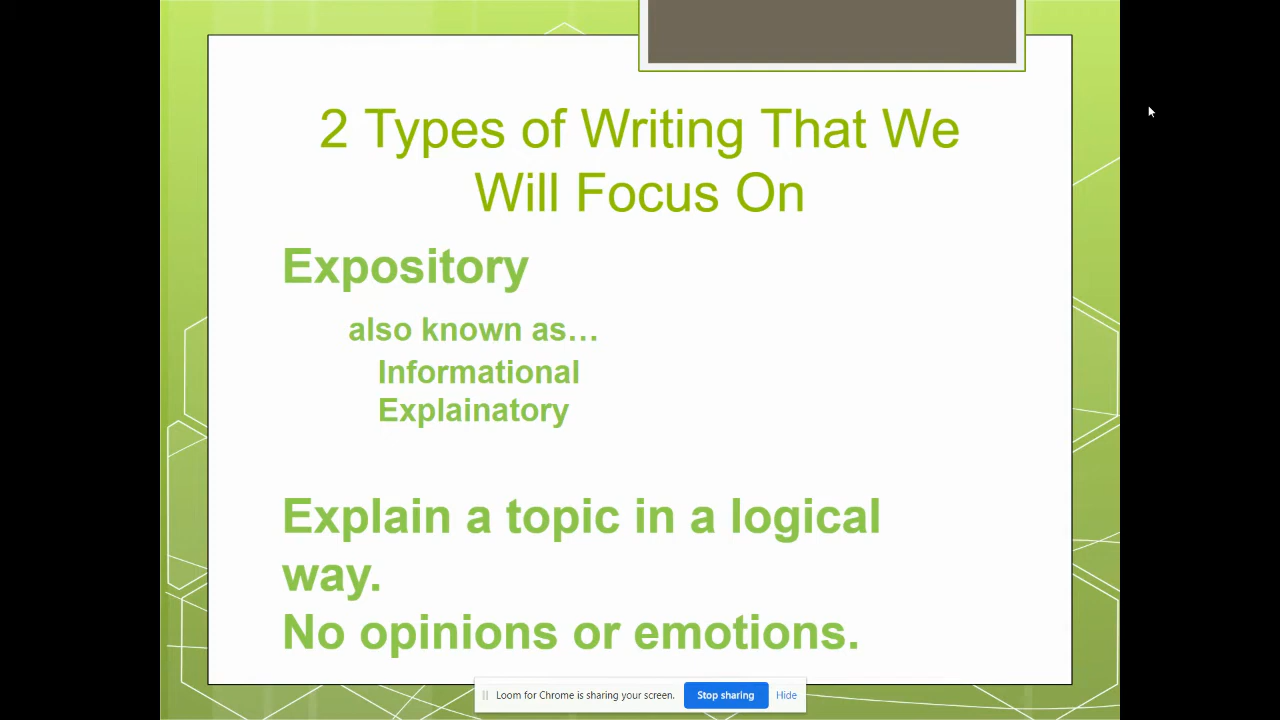 2 Types of Writing That We
Will Focus On
Expository
also known as…
Informational
Explainatory
Explain a topic in a logical
way.
No opinions or emotions.
Loom for Chrome is sharing your screen. Stop sharing Hide